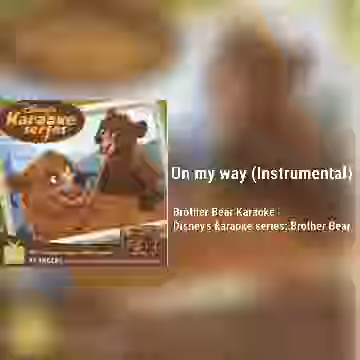 Disney's
Karaoke
series
On my way (Instrumental)
Brother Bear Karaoke
Disney's karaoke series: Brother Bear